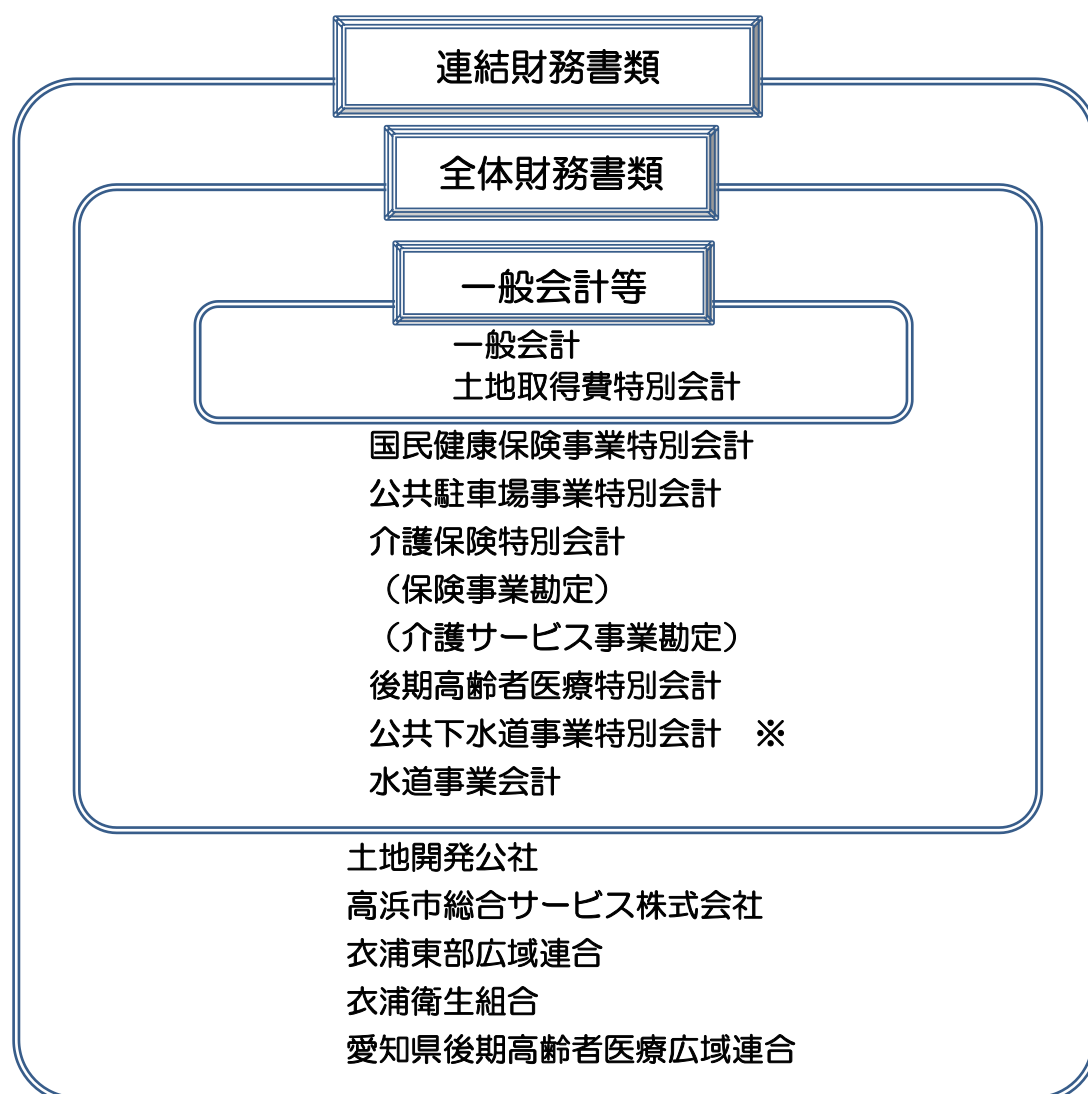 連結財務書類
全体財務書類
一般会計等
一般会計
土地取得費特別会計
国民健康保険事業特別会計
公共駐車場事業特別会計
介護保険特別会計
（保険事業勘定）
（介護サービス事業勘定）
後期高齢者医療特別会計
公共下水道事業特別会計　※
水道事業会計
土地開発公社
高浜市総合サービス株式会社
衣浦東部広域連合
衣浦衛生組合
愛知県後期高齢者医療広域連合